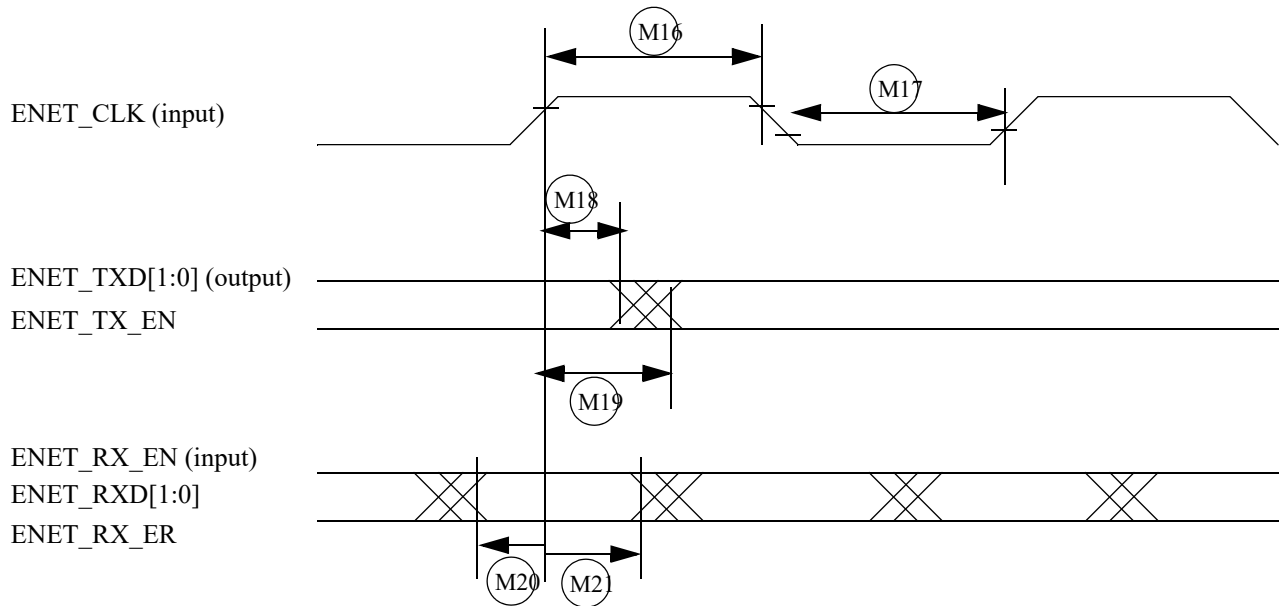 M16
M17
ENET_CLK (input)
M18
ENET_TXD[1:0] (output)
ENET_TX_EN
M19
ENET_RX_EN (input)
ENET_RXD[1:0]
ENET_RX_ER
M20
M21